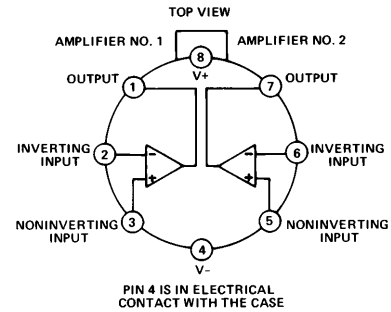 TOP VIEW
AMPLIFIER NO. 1
AMPLIFIER NO. 2
8
V+
OUTPUT
1
7
OUTPUT
INVERTING
INPUT
2
−
−
6
INVERTING
INPUT
+
+
NONINVERTING
INPUT
3
5
NONINVERTING
INPUT
4
V−
PIN 4 IS IN ELECTRICAL
CONTACT WITH THE CASE